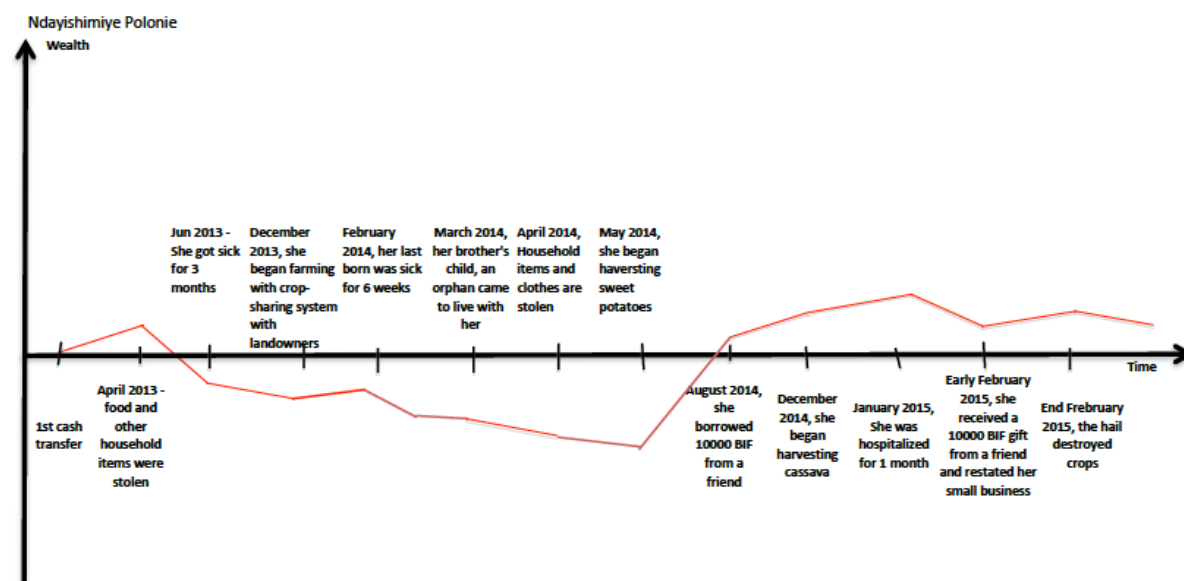 Ndayishimiye Polonie
Wealth
Jun 2013 -
She got sick
for 3
months
December
2013, she
began farming
with crop-
sharing system
with
landowners
February
2014, her last
born was sick
for 6 weeks
March 2014,
her brother's
child, an
orphan came
to live with
her
April 2014,
Household
items and
clothes are
stolen
May 2014,
she began
haversting
sweet
potatoes
Time
1st cash
transfer
April 2013 -
food and
other
household
items were
stolen
August 2014,
she
borrowed
10000 BIF
from a
friend
December
2014, she
began
harvesting
cassava
January 2015,
She was
hospitalized
for 1 month
Early February
2015, she
received a
10000 BIF gift
from a friend
and restated her
small business
End Frebruary
2015, the hail
destroyed
crops